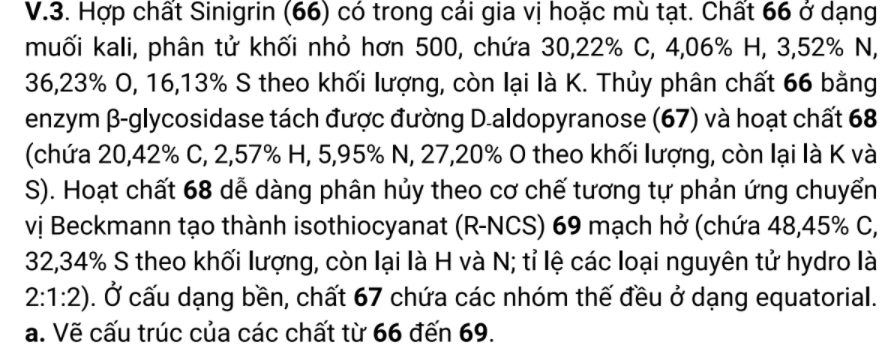 V.3. Hợp chất Sinigrin (66) có trong cải gia vị hoặc mù tạt. Chất 66 ở dạng
muối kali, phân tử khối nhỏ hơn 500, chứa 30,22% C, 4,06% H, 3,52% N,
36,23% O, 16,13% S theo khối lượng, còn lại là K. Thủy phân chất 66 bằng
enzym β-glycosidase tách được đường D-aldopyranose (67) và hoạt chất 68
(chứa 20,42% C, 2,57% H, 5,95% N, 27,20% O theo khối lượng, còn lại là K và
S). Hoạt chất 68 dễ dàng phân hủy theo cơ chế tương tự phản ứng chuyển
vị Beckmann tạo thành isothiocyanat (R-NCS) 69 mạch hở (chứa 48,45% C,
32,34% S theo khối lượng, còn lại là H và N; tỉ lệ các loại nguyên tử hydro là
2:1:2). Ở cấu dạng bền, chất 67 chứa các nhóm thế đều ở dạng equatorial.
a. Vẽ cấu trúc của các chất từ 66 đến 69.